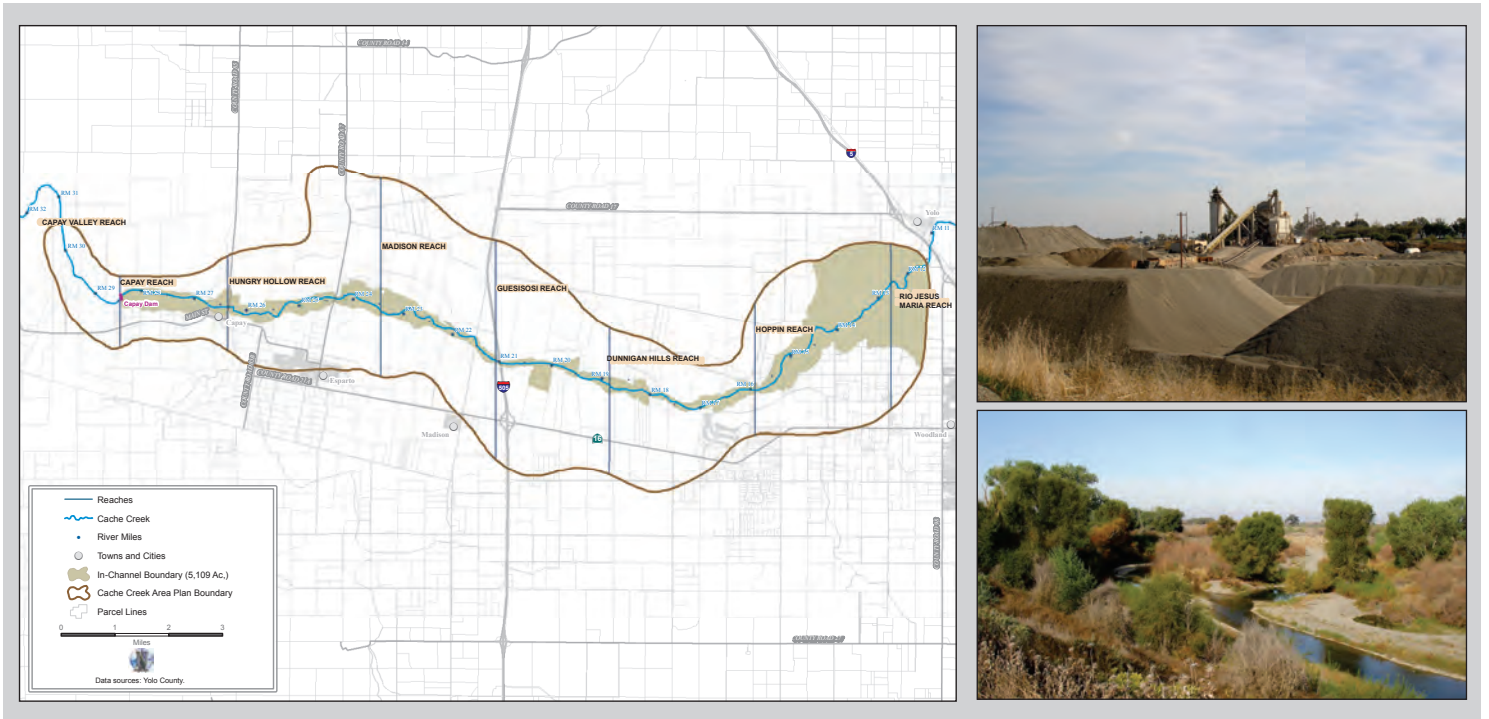 COUNTY ROAD 17
5
RM 31
RM 32
Yolo
RM 11
CAPAY VALLEY REACH
MADISON REACH
RM 30
CAPAY REACH
HUNGRY HOLLOW REACH
GUESISOSI REACH
RM 29
RM 27
Capay Dam
RIO JESUS
MARIA REACH
RM 26
Capay
HOPPIN REACH
RM 22
RM 21
RM 20
DUNNIGAN HILLS REACH
RM 19
RM 18
Esparto
505
Madison
16
Woodland
Reaches
Cache Creek
River Miles
Towns and Cities
In-Channel Boundary (5,109 Ac,)
Cache Creek Area Plan Boundary
Parcel Lines
0 1 2 3
Miles
Data sources: Yolo County.